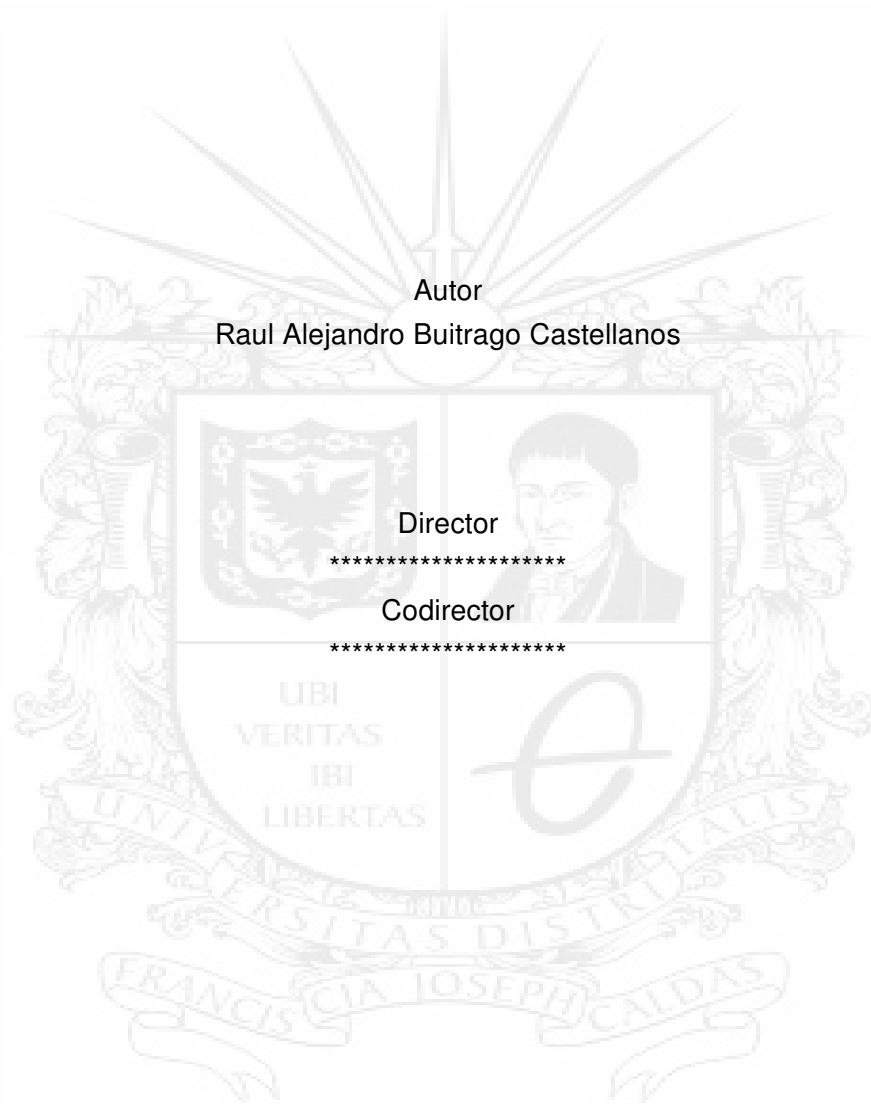 Autor
Raul Alejandro Buitrago Castellanos
Director
*********************
Codirector
*********************
UBI
VERITAS
IBI
LIBERTAS
UNIVERSITAS DISTRITALIS
FRANCISCIA JOSEPH CALDAS